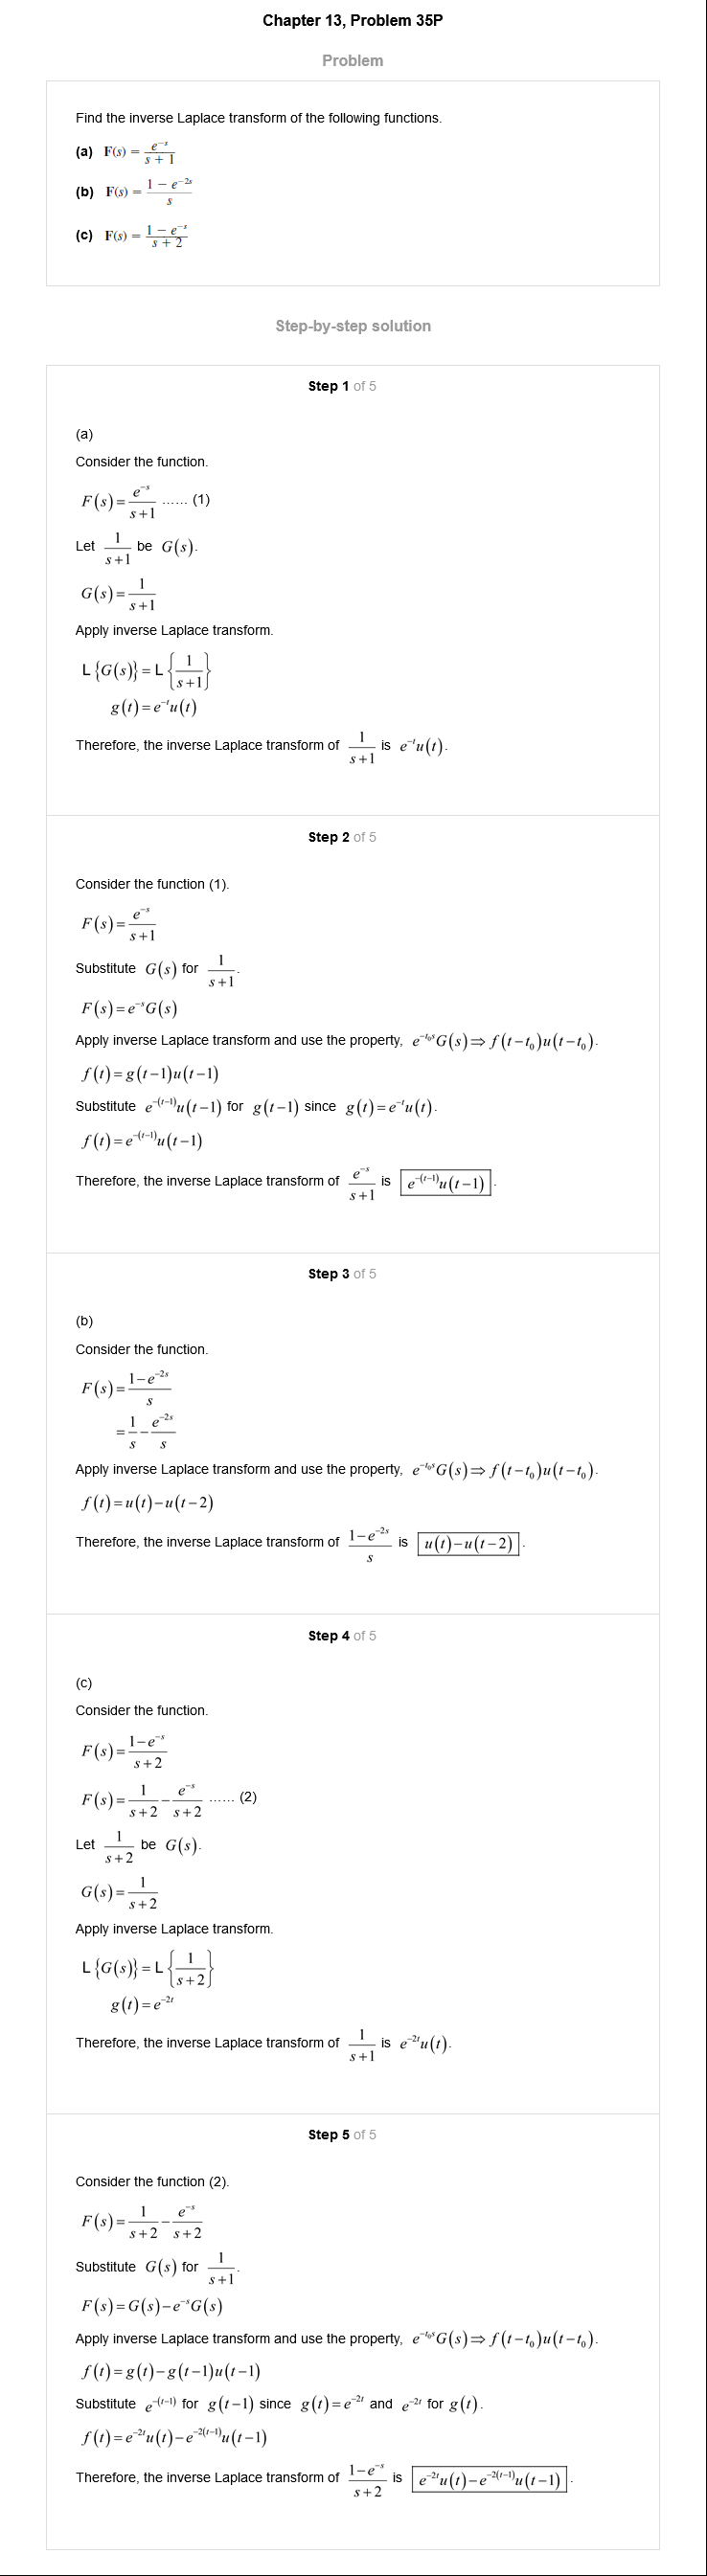 Chapter 13, Problem 35P
Problem
Find the inverse Laplace transform of the following functions.
(a) F(s) = \frac{e^{-s}}{s + 1}
(b) F(s) = \frac{1 - e^{-2s}}{s}
(c) F(s) = \frac{1 - e^{-s}}{s + 2}
Step-by-step solution
Step 1 of 5
(a)
Consider the function.
F(s) = \frac{e^{-s}}{s+1} ...... (1)
Let \frac{1}{s+1} be G(s).
G(s) = \frac{1}{s+1}
Apply inverse Laplace transform.
L{G(s)} = L{\frac{1}{s+1}}
g(t) = e^{-t}u(t)
Therefore, the inverse Laplace transform of \frac{1}{s+1} is e^{-t}u(t).
Step 2 of 5
Consider the function (1).
F(s) = \frac{e^{-s}}{s+1}
Substitute G(s) for \frac{1}{s+1}.
F(s) = e^{-s}G(s)
Apply inverse Laplace transform and use the property, e^{-t_0 s}G(s) ⇒ f(t−t_0)u(t−t_0).
f(t) = g(t−1)u(t−1)
Substitute e^{-(t−1)}u(t−1) for g(t−1) since g(t) = e^{-t}u(t).
f(t) = e^{-(t−1)}u(t−1)
Therefore, the inverse Laplace transform of \frac{e^{-s}}{s+1} is e^{-(t−1)}u(t−1).
Step 3 of 5
(b)
Consider the function.
F(s) = \frac{1−e^{-2s}}{s}
= \frac{1}{s} − \frac{e^{-2s}}{s}
Apply inverse Laplace transform and use the property, e^{-t_0 s}G(s) ⇒ f(t−t_0)u(t−t_0).
f(t) = u(t)−u(t−2)
Therefore, the inverse Laplace transform of \frac{1−e^{-2s}}{s} is u(t)−u(t−2).
Step 4 of 5
(c)
Consider the function.
F(s) = \frac{1−e^{-s}}{s+2}
F(s) = \frac{1}{s+2} − \frac{e^{-s}}{s+2} ...... (2)
Let \frac{1}{s+2} be G(s).
G(s) = \frac{1}{s+2}
Apply inverse Laplace transform.
L{G(s)} = L{\frac{1}{s+2}}
g(t) = e^{-2t}
Therefore, the inverse Laplace transform of \frac{1}{s+1} is e^{-2t}u(t).
Step 5 of 5
Consider the function (2).
F(s) = \frac{1}{s+2} − \frac{e^{-s}}{s+2}
Substitute G(s) for \frac{1}{s+1}.
F(s) = G(s)−e^{-s}G(s)
Apply inverse Laplace transform and use the property, e^{-t_0 s}G(s) ⇒ f(t−t_0)u(t−t_0).
f(t) = g(t)−g(t−1)u(t−1)
Substitute e^{-(t−1)} for g(t−1) since g(t) = e^{-2t} and e^{-2t} for g(t).
f(t) = e^{-2t}u(t)−e^{-2(t−1)}u(t−1)
Therefore, the inverse Laplace transform of \frac{1−e^{-s}}{s+2} is e^{-2t}u(t)−e^{-2(t−1)}u(t−1).